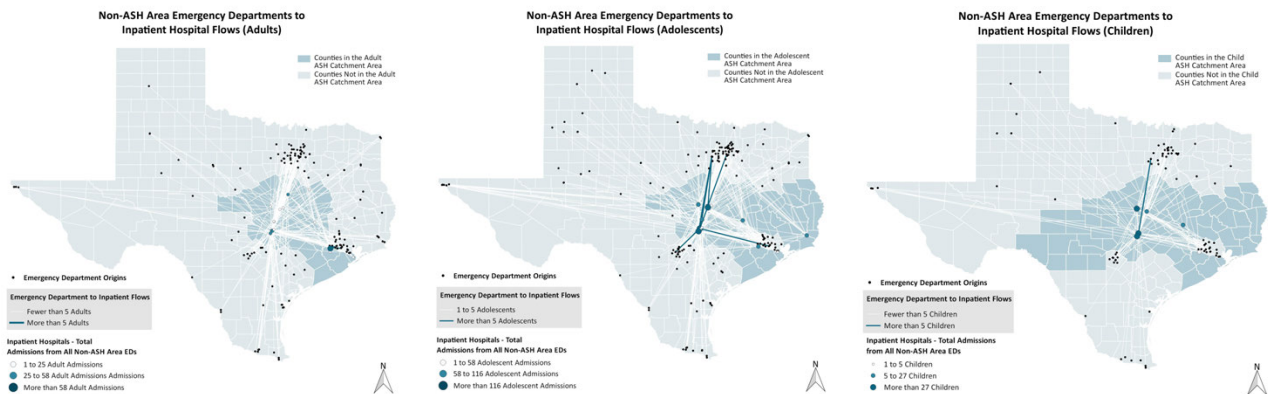 Non-ASH Area Emergency Departments to
Inpatient Hospital Flows (Adults)
Counties in the Adult
ASH Catchment Area
Counties Not in the Adult
ASH Catchment Area
Emergency Department Origins
Emergency Department to Inpatient Flows
Fewer than 5 Adults
More than 5 Adults
Inpatient Hospitals - Total
Admissions from All Non-ASH Area EDs
1 to 25 Adult Admissions
25 to 58 Adult Admissions Admissions
More than 58 Adult Admissions
N
Non-ASH Area Emergency Departments to
Inpatient Hospital Flows (Adolescents)
Counties in the Adolescent
ASH Catchment Area
Counties Not in the Adolescent
ASH Catchment Area
Emergency Department Origins
Emergency Department to Inpatient Flows
1 to 5 Adolescents
More than 5 Adolescents
Inpatient Hospitals - Total
Admissions from All Non-ASH Area EDs
1 to 58 Adolescent Admissions
58 to 116 Adolescent Admissions
More than 116 Adolescent Admissions
N
Non-ASH Area Emergency Departments to
Inpatient Hospital Flows (Children)
Counties in the Child
ASH Catchment Area
Counties Not in the Child
ASH Catchment Area
Emergency Department Origins
Emergency Department to Inpatient Flows
Fewer than 5 Children
More than 5 Children
Inpatient Hospitals - Total Admissions
from All Non-ASH Area EDs
1 to 5 Children
5 to 27 Children
More than 27 Children
N